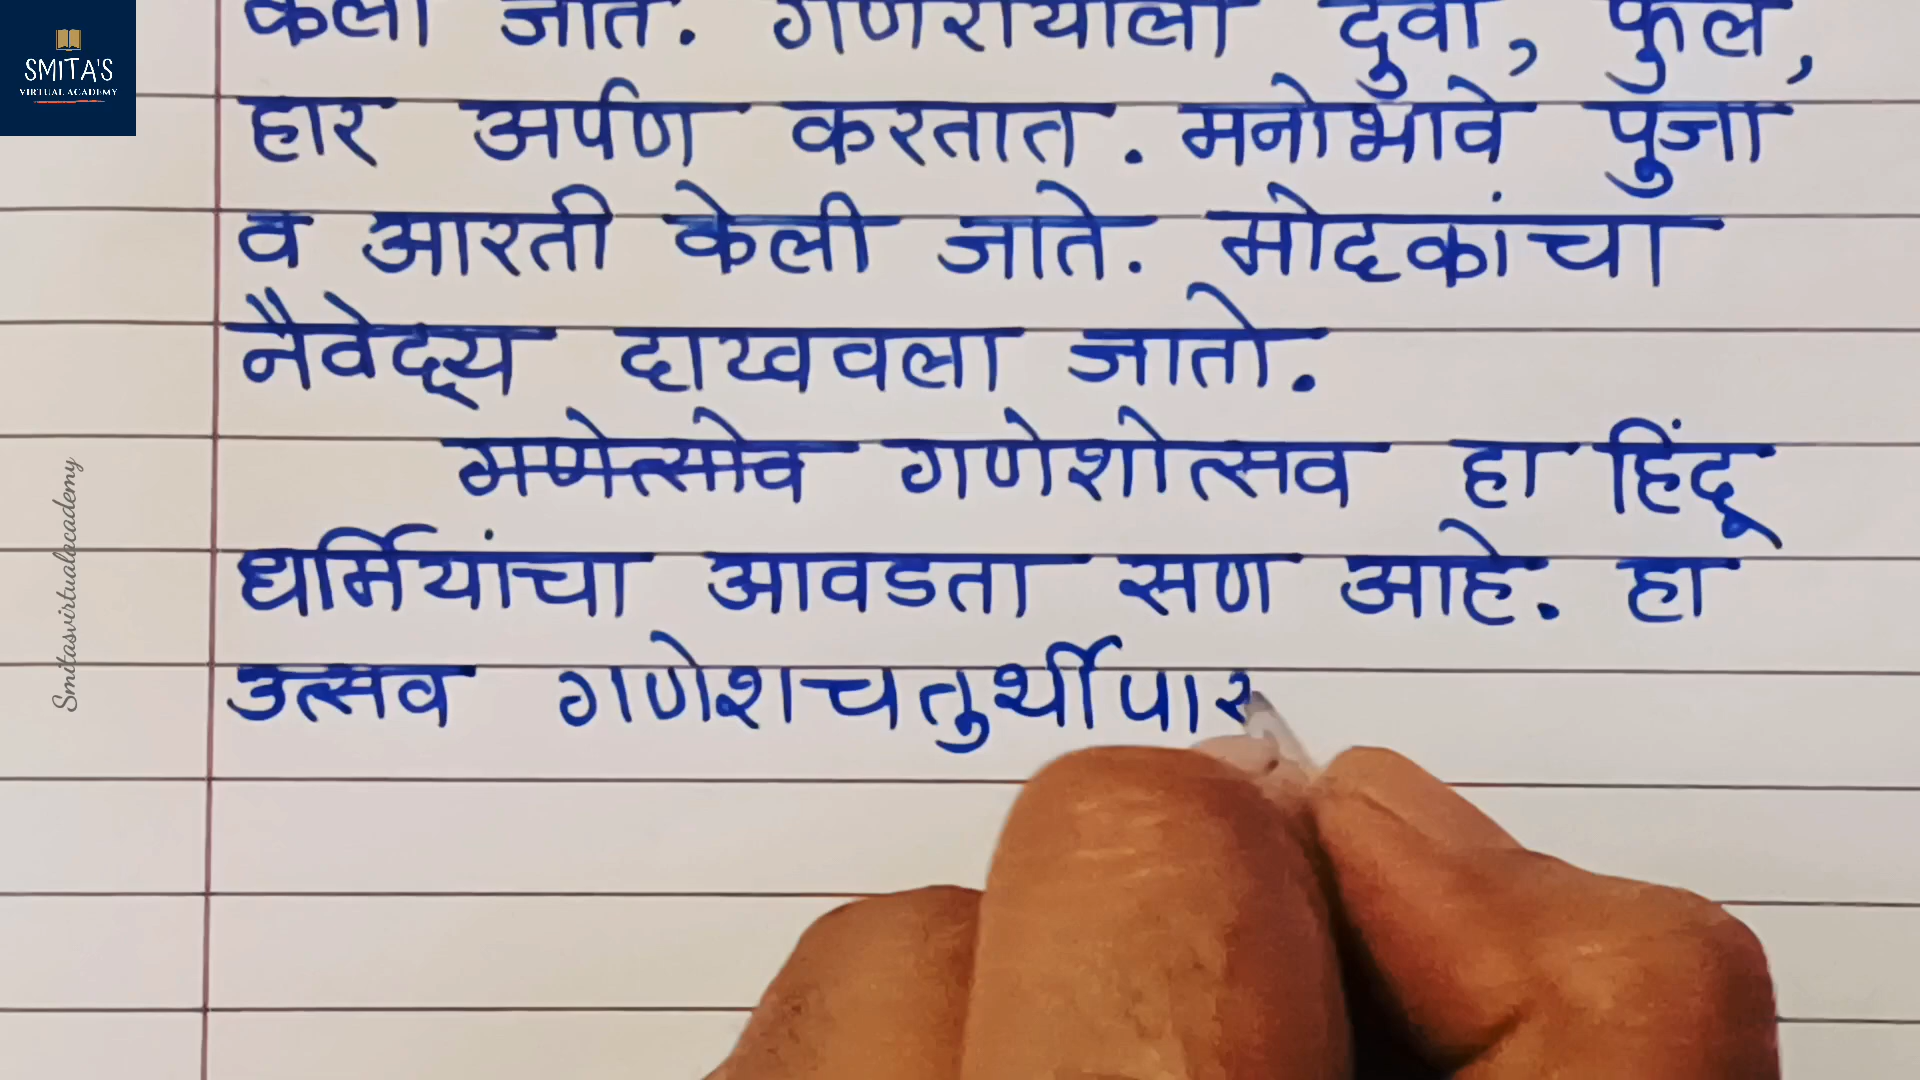 SMITA'S
VIRTUAL ACADEMY
जाते. गणरायाला दुर्वा, फुले,
हार अर्पण करतात. मनोभावे पुजा
व आरती केली जाते. मोदकांचा
नैवेद्य दाखवला जातो.
गणेत्सोव गणेशोत्सव हा हिंदू
धर्मियांचा आवडता सण आहे. हा
उत्सव गणेशचतुर्थीपास
Smitasvirtualacademy